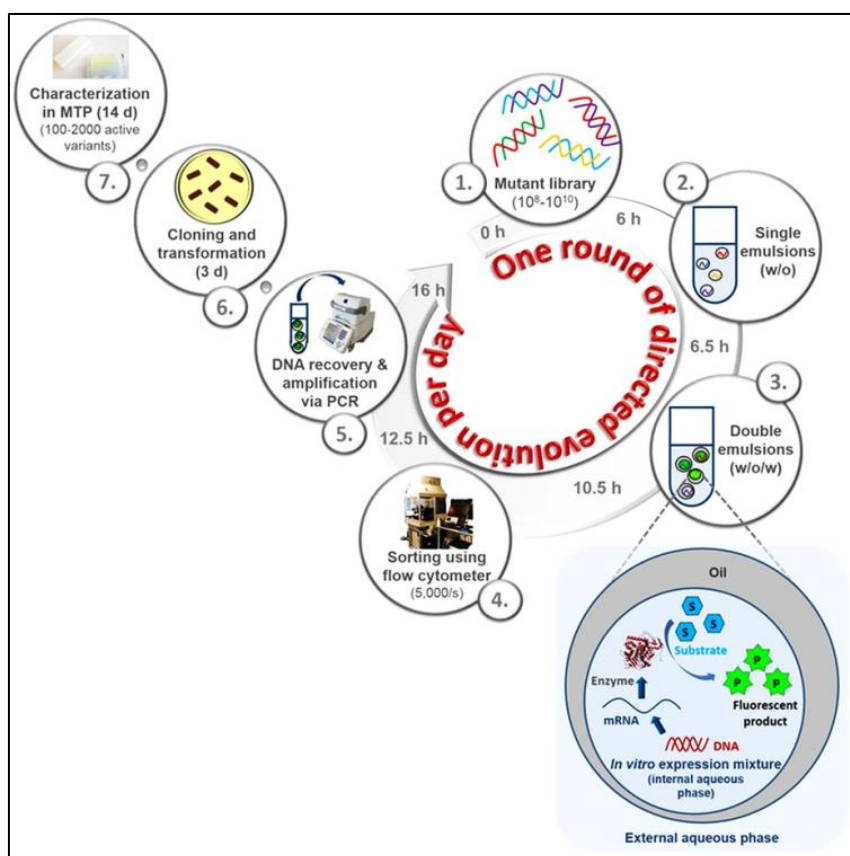 1.
Mutant library
(10⁸-10¹⁰)
0 h
6 h
2.
Single
emulsions
(w/o)
6.5 h
3.
Double
emulsions
(w/o/w)
10.5 h
4.
Sorting using
flow cytometer
(5,000/s)
12.5 h
5.
DNA recovery &
amplification
via PCR
16 h
6.
Cloning and
transformation
(3 d)
7.
Characterization
in MTP (14 d)
(100-2000 active
variants)
One round of directed evolution per day
Oil
S
S
S
Substrate
P
P
P
Enzyme
Fluorescent
product
mRNA
DNA
In vitro expression mixture
(internal aqueous
phase)
External aqueous phase